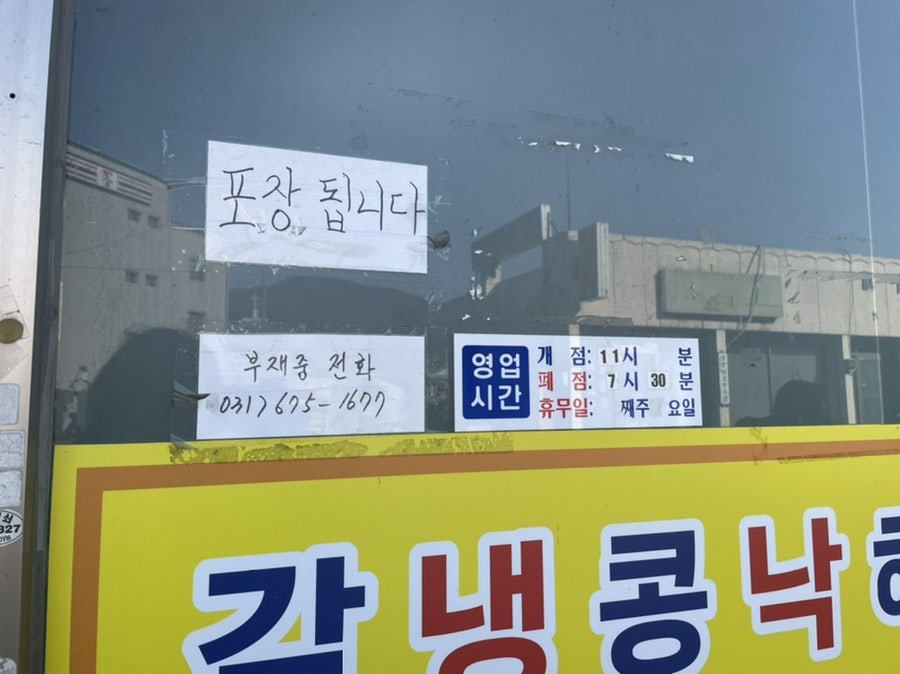 포장 됩니다
부재중 전화
031) 675-1677
영업
시간
개 점: 11시 분
폐 점: 7시 30분
휴무일: 째주 요일
냉 콩 낙